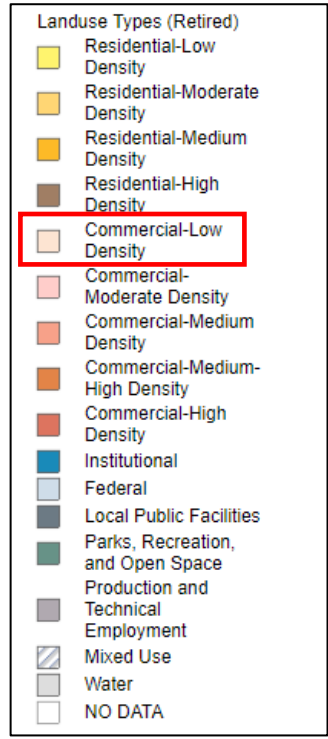 Landuse Types (Retired)
Residential-Low
Density
Residential-Moderate
Density
Residential-Medium
Density
Residential-High
Density
Commercial-Low
Density
Commercial-
Moderate Density
Commercial-Medium
Density
Commercial-Medium-
High Density
Commercial-High
Density
Institutional
Federal
Local Public Facilities
Parks, Recreation,
and Open Space
Production and
Technical
Employment
Mixed Use
Water
NO DATA